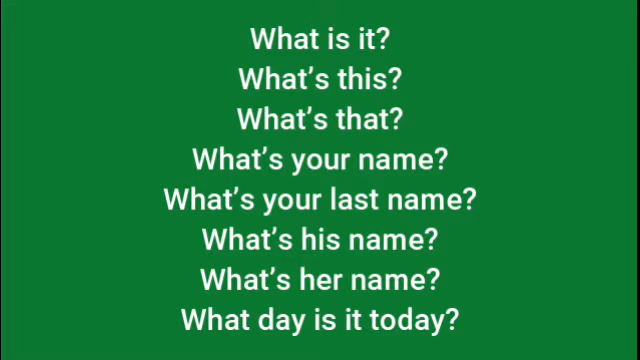 What is it?
What’s this?
What’s that?
What’s your name?
What’s your last name?
What’s his name?
What’s her name?
What day is it today?